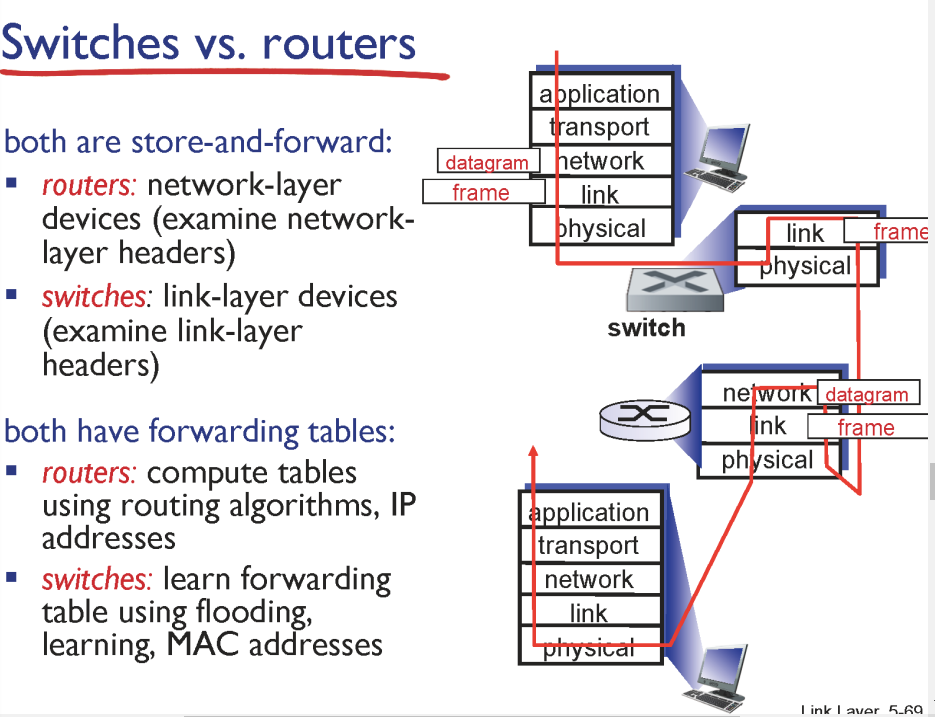 Switches vs. routers
both are store-and-forward:
routers: network-layer
devices (examine network-
layer headers)
switches: link-layer devices
(examine link-layer
headers)
both have forwarding tables:
routers: compute tables
using routing algorithms, IP
addresses
switches: learn forwarding
table using flooding,
learning, MAC addresses
application
transport
datagram
network
frame
link
physical
link
frame
physical
switch
network
datagram
link
frame
physical
application
transport
network
link
physical
Link Layer 5-69